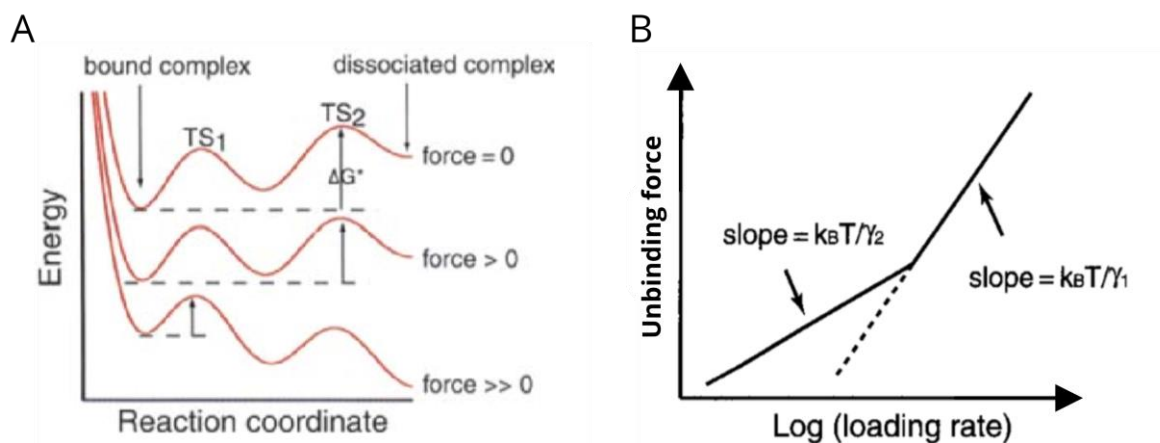 A
bound complex
dissociated complex
TS1
TS2
force = 0
ΔG*
force > 0
force >> 0
Energy
Reaction coordinate
B
Unbinding force
slope = kBT/γ2
slope = kBT/γ1
Log (loading rate)